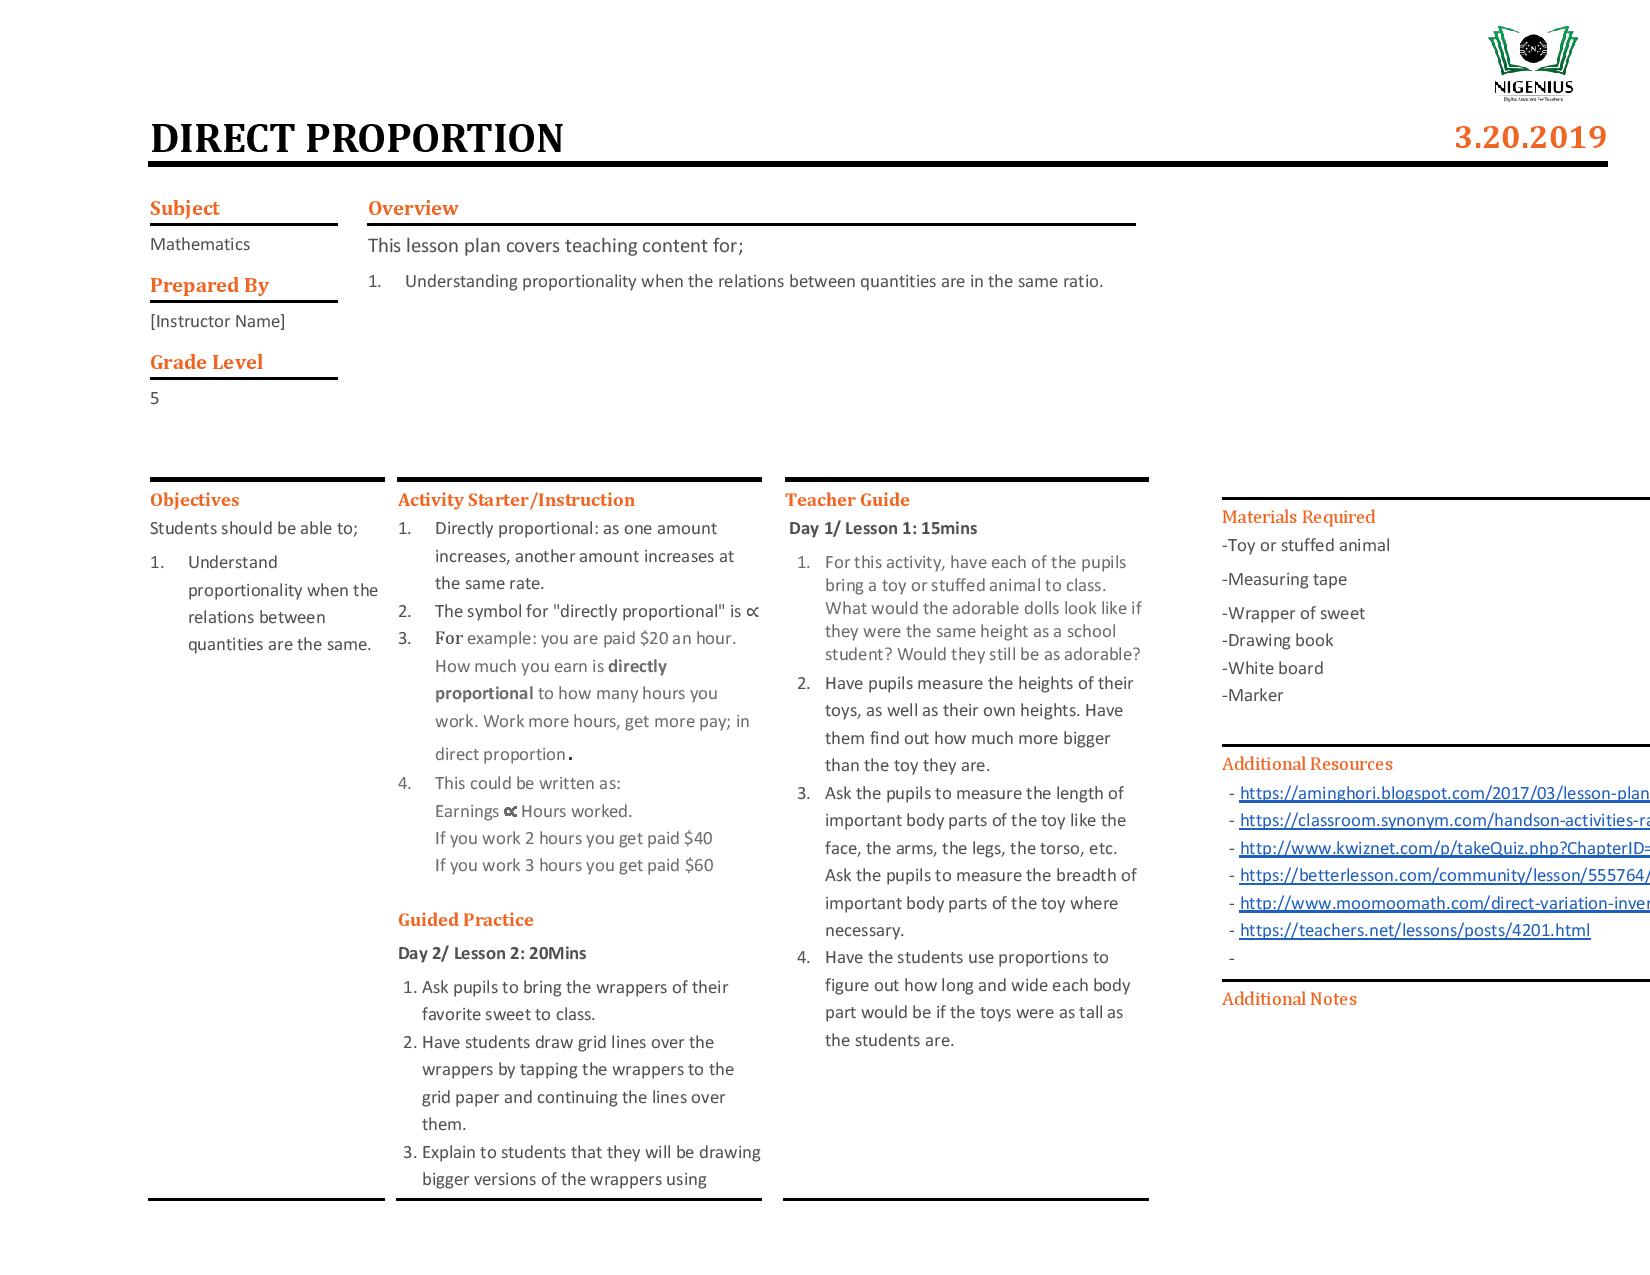 NIGENIUS
Digital Assistant For Teachers
DIRECT PROPORTION
3.20.2019
Subject
Mathematics
Prepared By
[Instructor Name]
Grade Level
5
Overview
This lesson plan covers teaching content for;
1. Understanding proportionality when the relations between quantities are in the same ratio.
Objectives
Students should be able to;
1. Understand
proportionality when the
relations between
quantities are the same.
Activity Starter/Instruction
1. Directly proportional: as one amount
increases, another amount increases at
the same rate.
2. The symbol for "directly proportional" is ∝
3. For example: you are paid $20 an hour.
How much you earn is directly
proportional to how many hours you
work. Work more hours, get more pay; in
direct proportion.
4. This could be written as:
Earnings ∝ Hours worked.
If you work 2 hours you get paid $40
If you work 3 hours you get paid $60
Guided Practice
Day 2/ Lesson 2: 20Mins
1. Ask pupils to bring the wrappers of their
favorite sweet to class.
2. Have students draw grid lines over the
wrappers by tapping the wrappers to the
grid paper and continuing the lines over
them.
3. Explain to students that they will be drawing
bigger versions of the wrappers using
Teacher Guide
Day 1/ Lesson 1: 15mins
1. For this activity, have each of the pupils
bring a toy or stuffed animal to class.
What would the adorable dolls look like if
they were the same height as a school
student? Would they still be as adorable?
2. Have pupils measure the heights of their
toys, as well as their own heights. Have
them find out how much more bigger
than the toy they are.
3. Ask the pupils to measure the length of
important body parts of the toy like the
face, the arms, the legs, the torso, etc.
Ask the pupils to measure the breadth of
important body parts of the toy where
necessary.
4. Have the students use proportions to
figure out how long and wide each body
part would be if the toys were as tall as
the students are.
Materials Required
-Toy or stuffed animal
-Measuring tape
-Wrapper of sweet
-Drawing book
-White board
-Marker
Additional Resources
- https://aminghori.blogspot.com/2017/03/lesson-plan
- https://classroom.synonym.com/handson-activities-ra
- http://www.kwiznet.com/p/takeQuiz.php?ChapterID=
- https://betterlesson.com/community/lesson/555764/
- http://www.moomoomath.com/direct-variation-inver
- https://teachers.net/lessons/posts/4201.html
-
Additional Notes